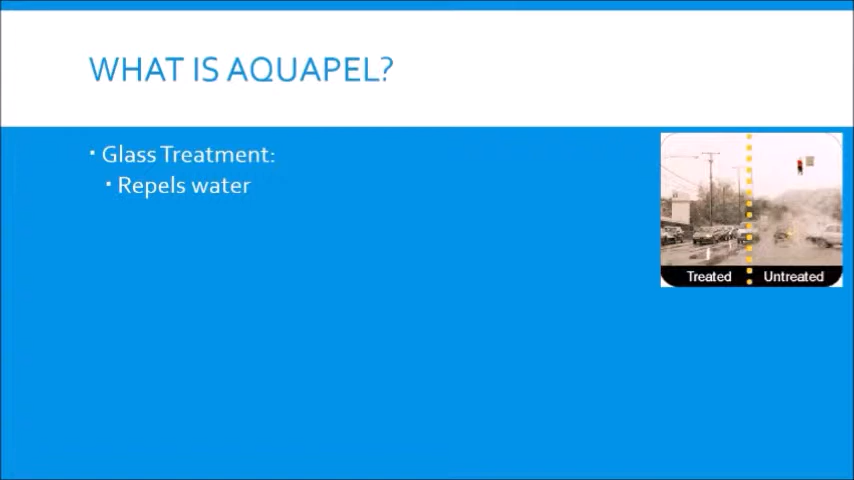 WHAT IS AQUAPEL?
▪ Glass Treatment:
▪ Repels water
Treated Untreated